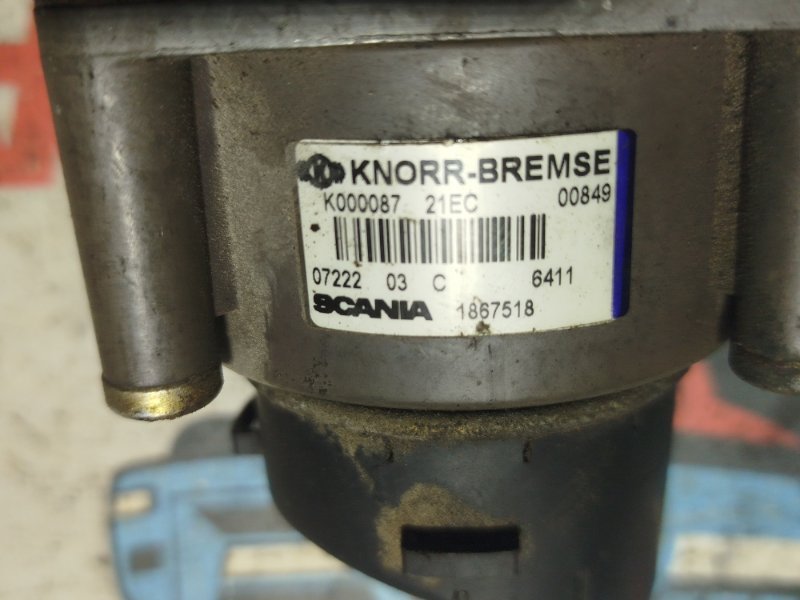 KNORR-BREMSE
K000087 21EC 00849
07222 03 C 6411
SCANIA 1867518